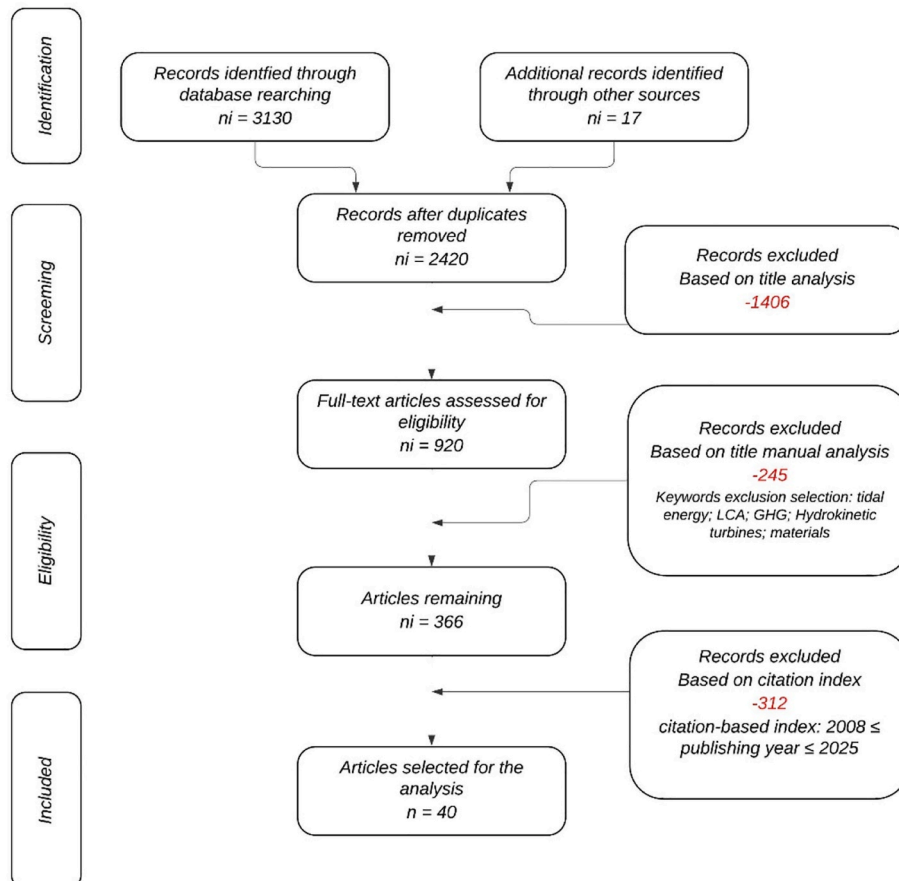 Identification
Records identfied through
database rearching
ni = 3130
Additional records identified
through other sources
ni = 17
Screeming
Records after duplicates
removed
ni = 2420
Records excluded
Based on title analysis
-1406
Full-text articles assessed for
eligibility
ni = 920
Eligibility
Records excluded
Based on title manual analysis
-245
Keywords exclusion selection: tidal
energy; LCA; GHG; Hydrokinetic
turbines; materials
Articles remaining
ni = 366
Included
Records excluded
Based on citation index
-312
citation-based index: 2008 ≤
publishing year ≤ 2025
Articles selected for the
analysis
n = 40